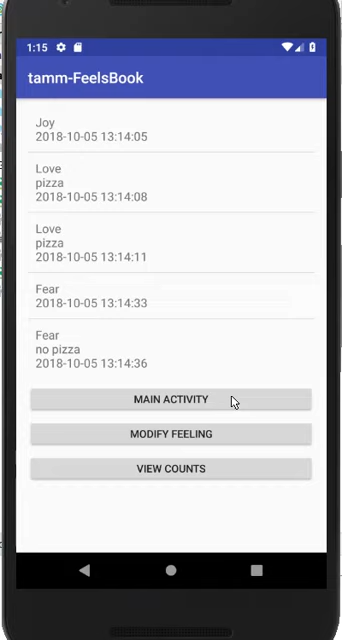 1:15
tamm-FeelsBook
Joy
2018-10-05 13:14:05
Love
pizza
2018-10-05 13:14:08
Love
pizza
2018-10-05 13:14:11
Fear
2018-10-05 13:14:33
Fear
no pizza
2018-10-05 13:14:36
MAIN ACTIVITY
MODIFY FEELING
VIEW COUNTS